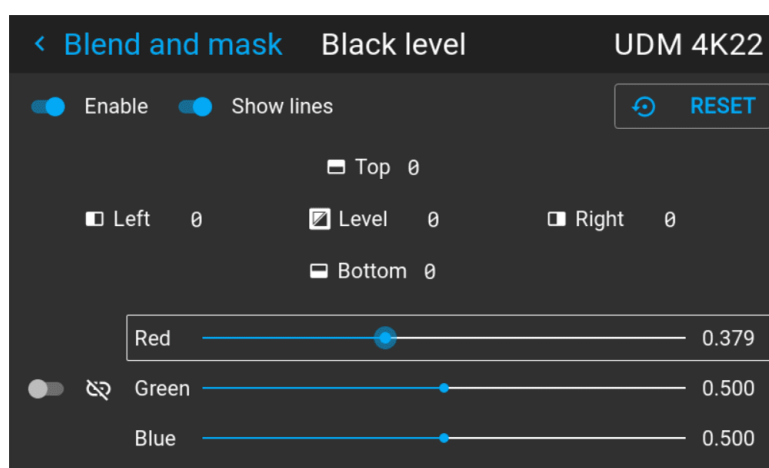 Blend and mask Black level UDM 4K22
Enable Show lines RESET
Top 0
Left 0 Level 0 Right 0
Bottom 0
Red 0.379
Green 0.500
Blue 0.500